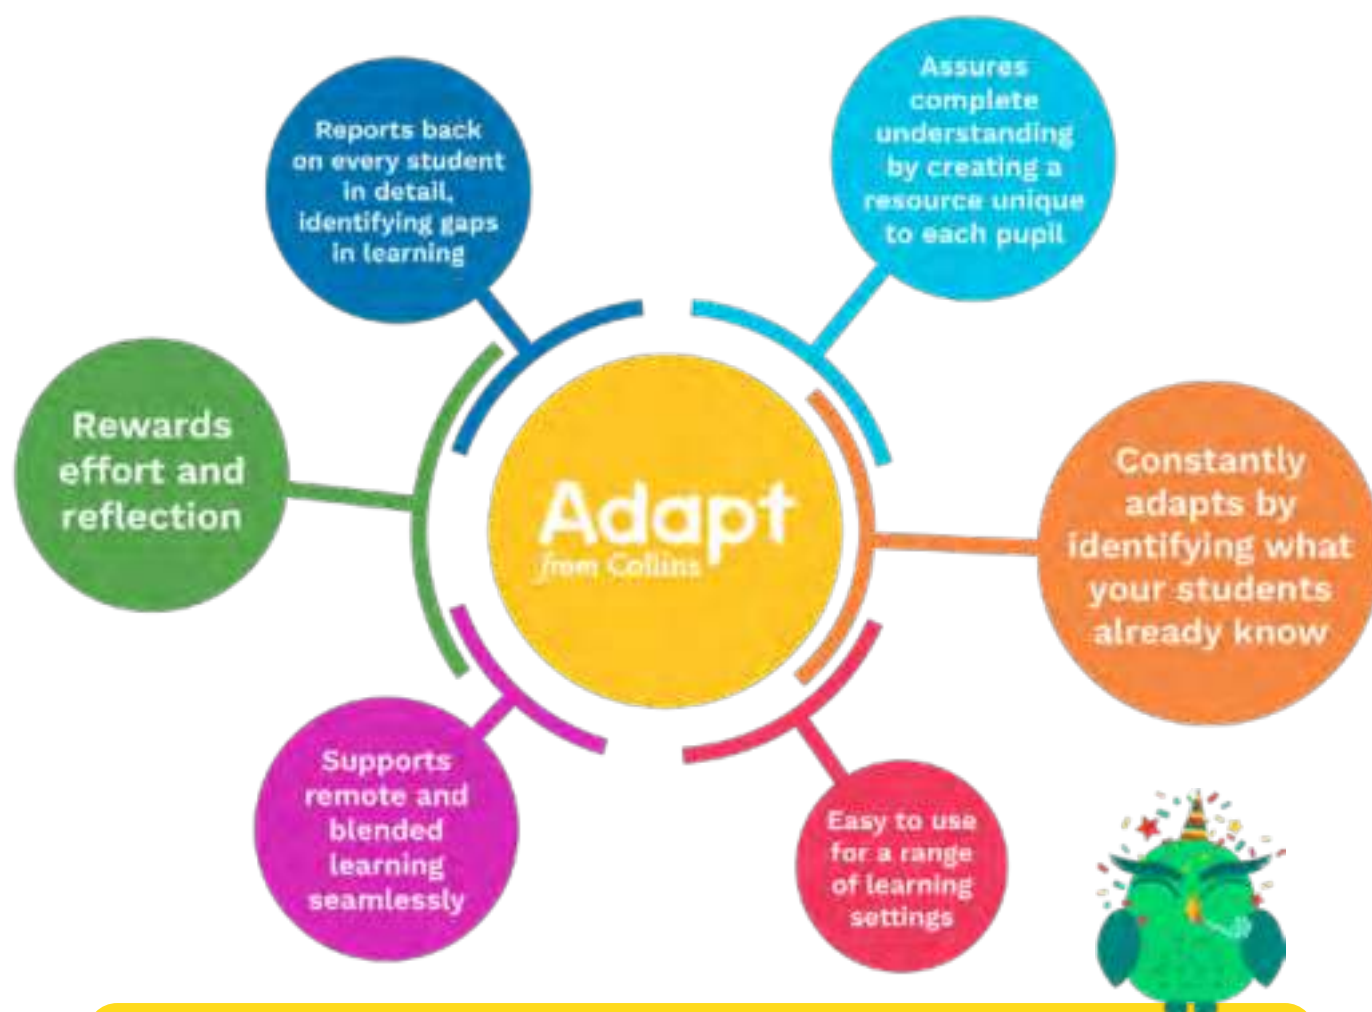 Assures
complete
understanding
by creating a
resource unique
to each pupil
Reports back
on every student
in detail,
identifying gaps
in learning
Rewards
effort and
reflection
Adapt
from Collins
Constantly
adapts by
identifying what
your students
already know
Supports
remote and
blended
learning
seamlessly
Easy to use
for a range
of learning
settings